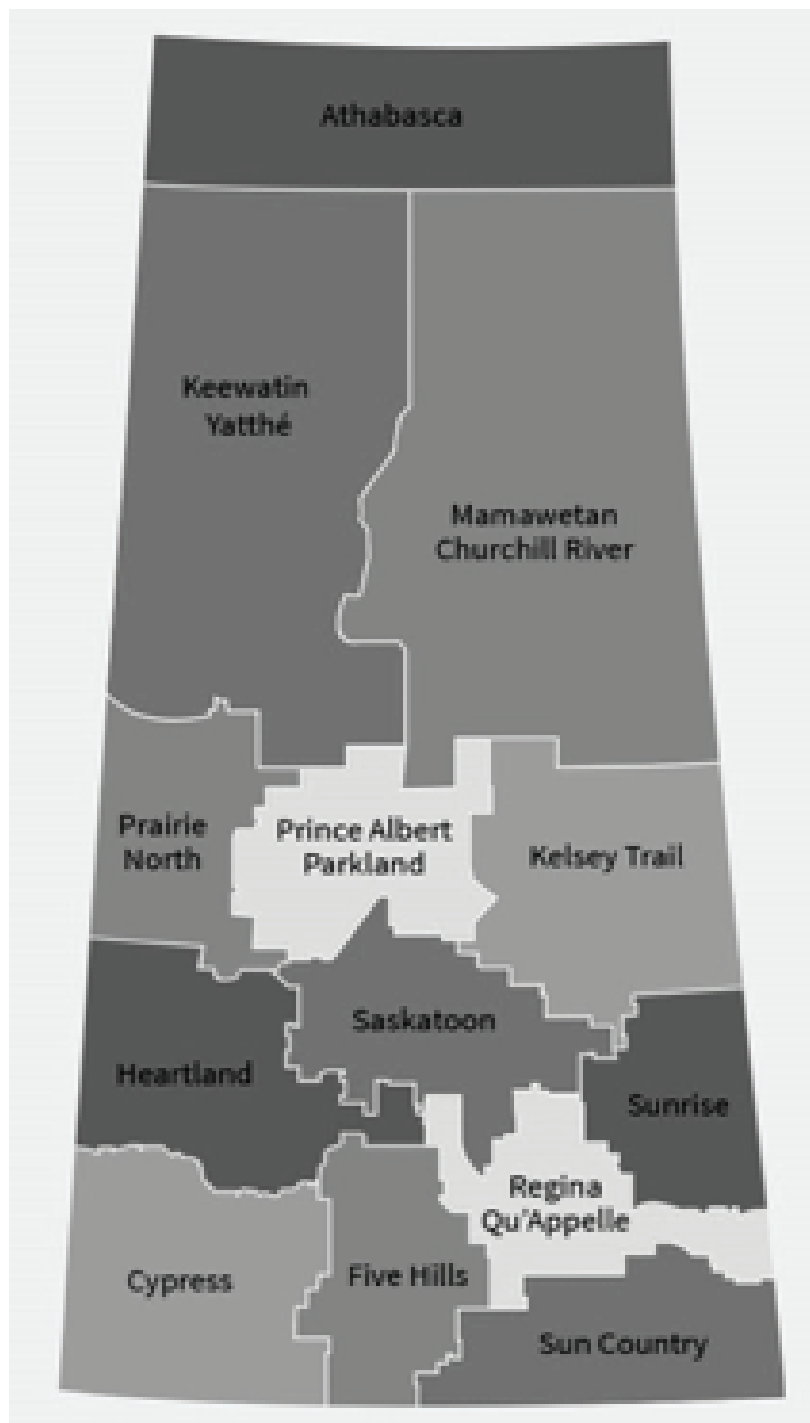 Athabasca
Keewatin
Yatthé
Mamawetan
Churchill River
Prairie
North
Prince Albert
Parkland
Kelsey Trail
Saskatoon
Heartland
Sunrise
Regina
Qu'Appelle
Cypress
Five Hills
Sun Country